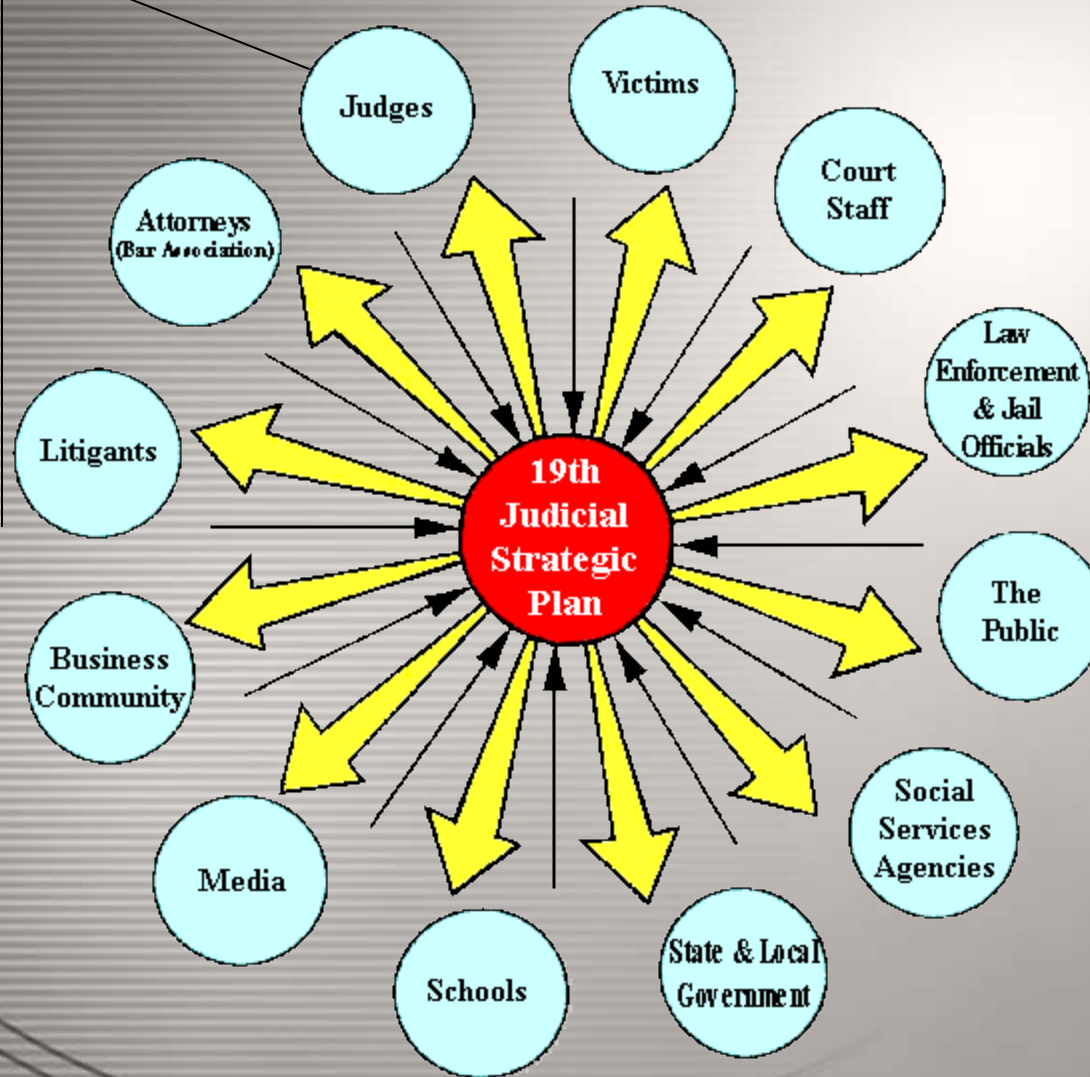 Judges
Victims
Court
Staff
Attorneys
(Bar Association)
Law
Enforcement
& Jail
Officials
Litigants
19th
Judicial
Strategic
Plan
The
Public
Business
Community
Social
Services
Agencies
Media
Schools
State & Local
Government